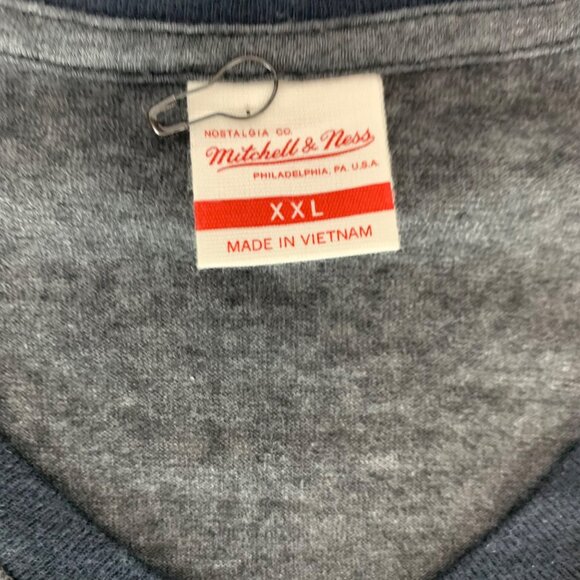 NOSTALGIA CO.
Mitchell & Ness
PHILADELPHIA, PA. U.S.A.
XXL
MADE IN VIETNAM